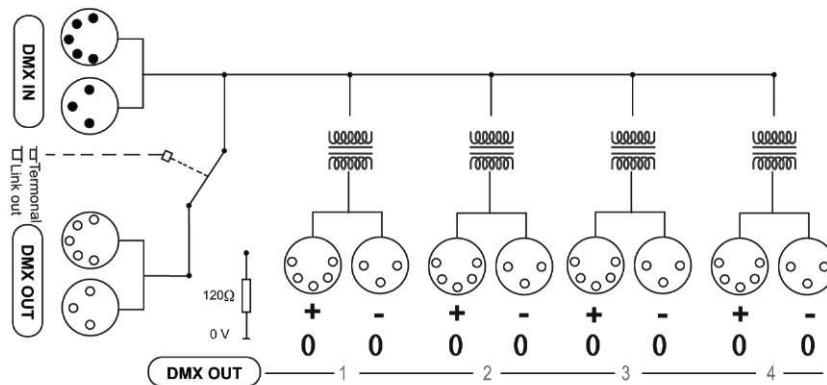 DMX IN
Termonal
Link out
DMX OUT
120Ω
0 V
+ - + - + - + -
0 0 0 0 0 0 0 0
DMX OUT 1 2 3 4